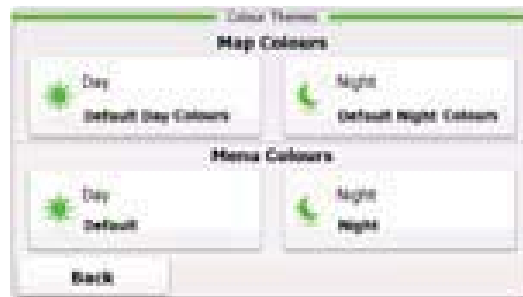 Colour Themes
Map Colours
Day
Default Day Colours
Night
Default Night Colours
Menu Colours
Day
Default
Night
Night
Back